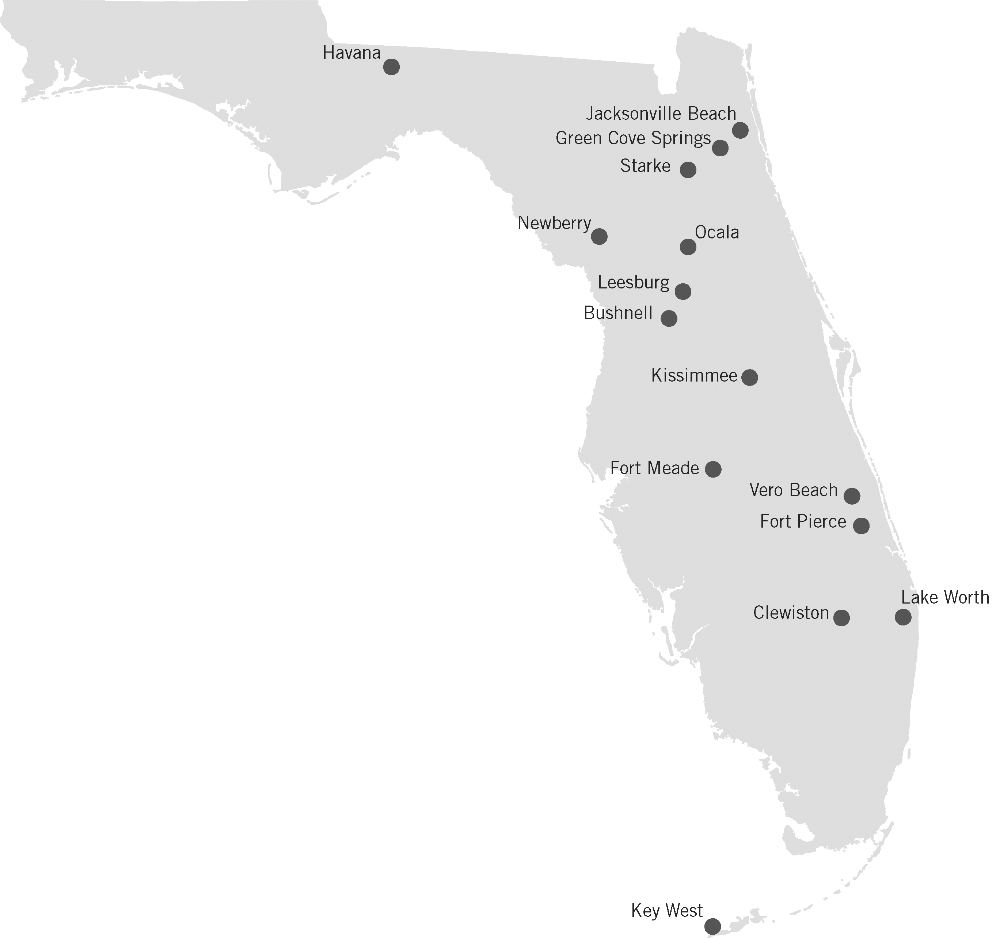 Havana
Jacksonville Beach
Green Cove Springs
Starke
Newberry
Ocala
Leesburg
Bushnell
Kissimmee
Fort Meade
Vero Beach
Fort Pierce
Lake Worth
Clewiston
Key West